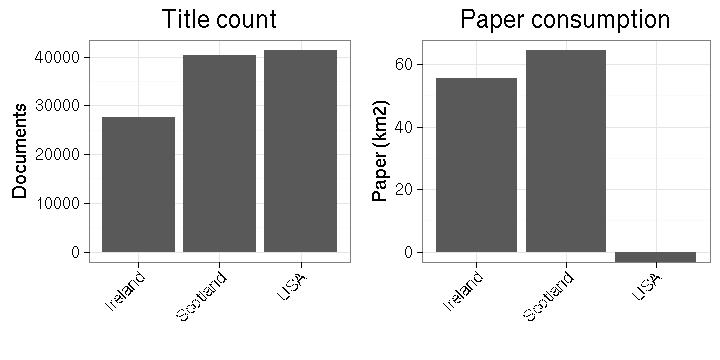 Title count
Documents
40000
30000
20000
10000
0
Ireland
Scotland
USA
Paper consumption
Paper (km2)
60
40
20
0
Ireland
Scotland
USA